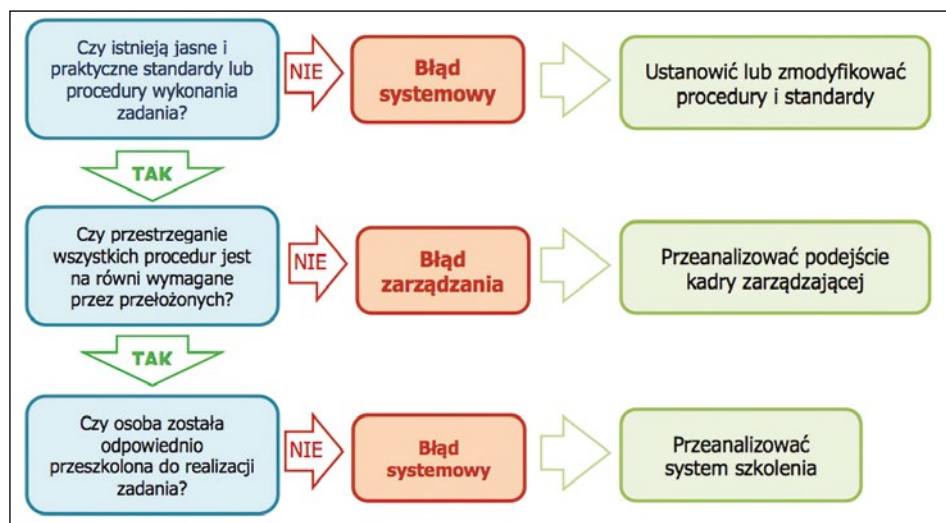 Czy istnieją jasne i
praktyczne standardy lub
procedury wykonania
zadania?
NIE
Błąd
systemowy
Ustanowić lub zmodyfikować
procedury i standardy
TAK
Czy przestrzeganie
wszystkich procedur jest
na równi wymagane
przez przełożonych?
NIE
Błąd
zarządzania
Przeanalizować podejście
kadry zarządzającej
TAK
Czy osoba została
odpowiednio
przeszkolona do realizacji
zadania?
NIE
Błąd
systemowy
Przeanalizować
system szkolenia